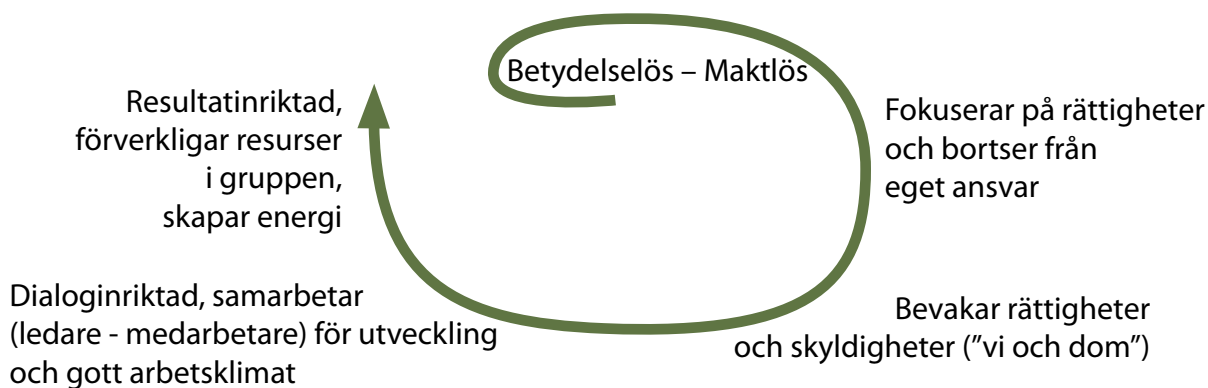 Betydelselös – Maktlös
Fokuserar på rättigheter
och bortser från
eget ansvar
Bevakar rättigheter
och skyldigheter (”vi och dom”)
Dialoginriktad, samarbetar
(ledare - medarbetare) för utveckling
och gott arbetsklimat
Resultatinriktad,
förverkligar resurser
i gruppen,
skapar energi